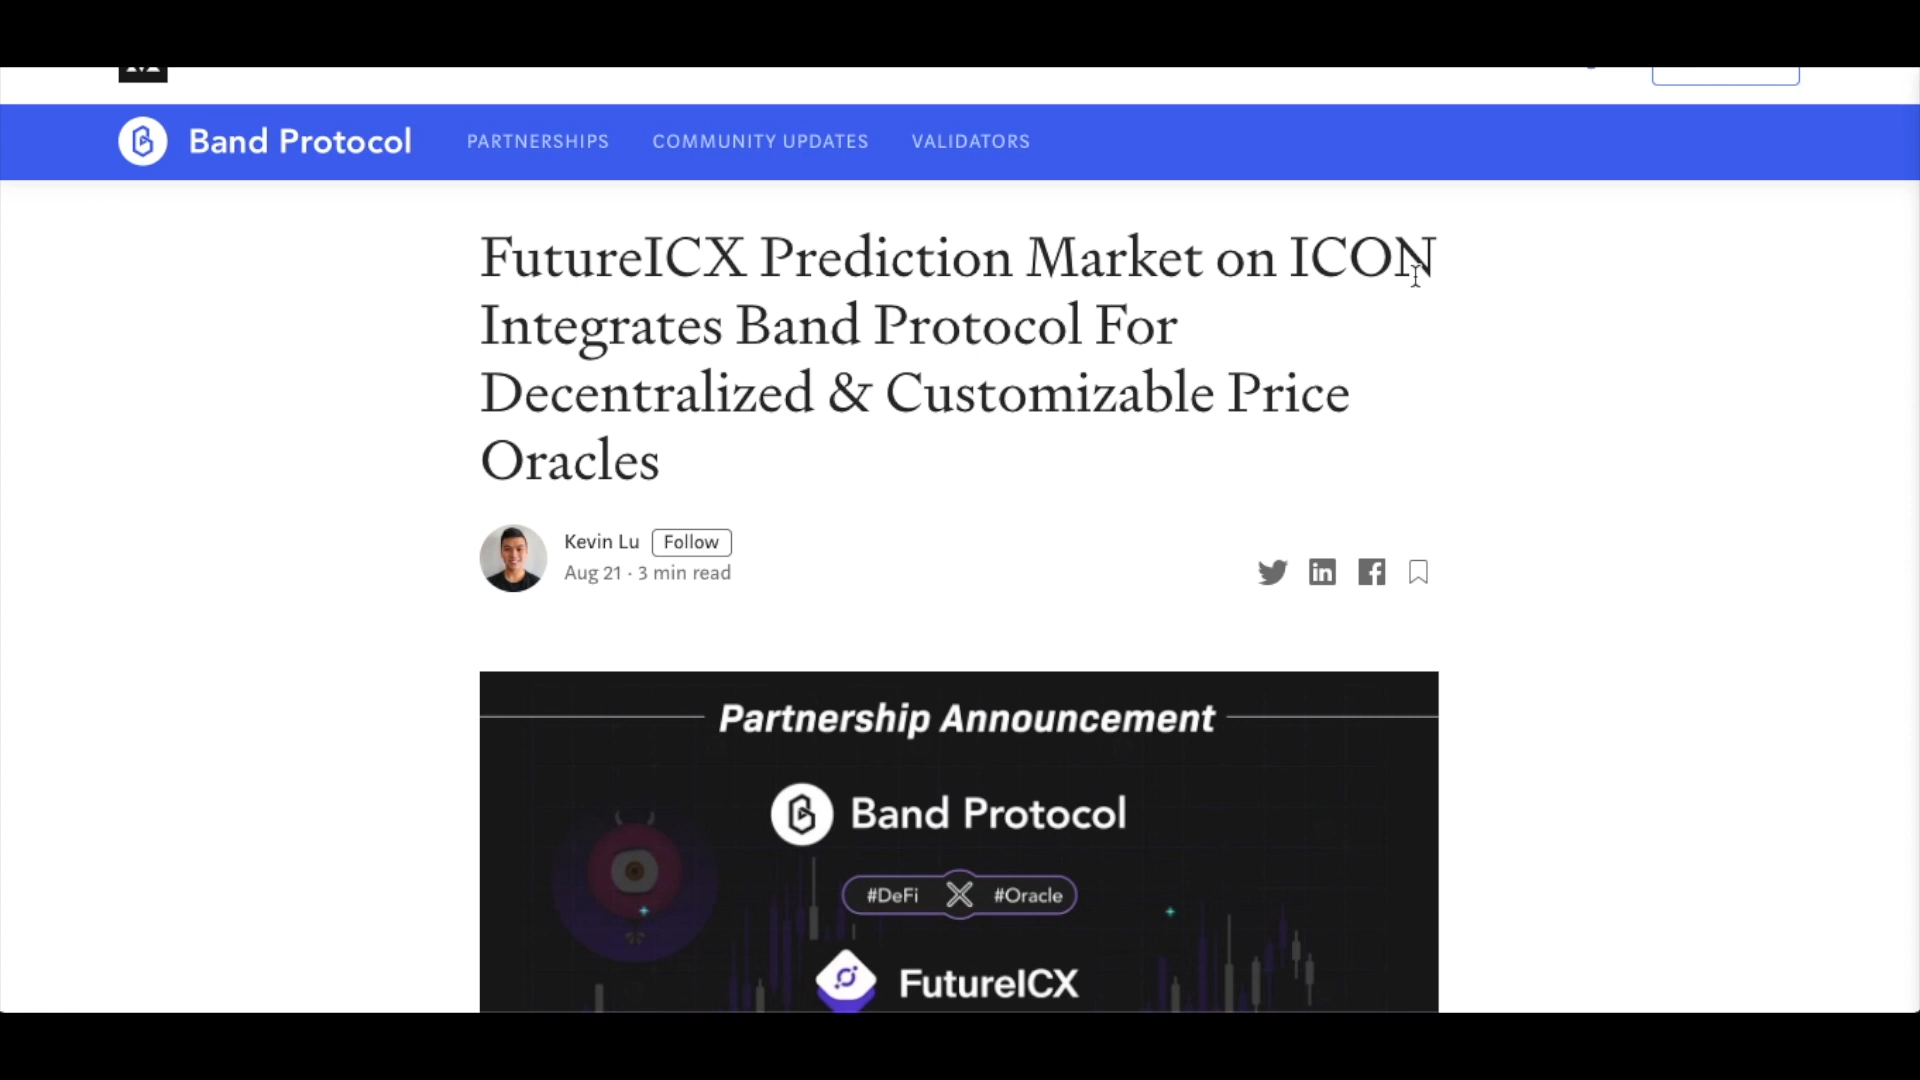 Band Protocol
PARTNERSHIPS
COMMUNITY UPDATES
VALIDATORS
FutureICX Prediction Market on ICON
Integrates Band Protocol For
Decentralized & Customizable Price
Oracles
Kevin Lu
Follow
Aug 21 · 3 min read
Partnership Announcement
Band Protocol
#DeFi
#Oracle
FutureICX